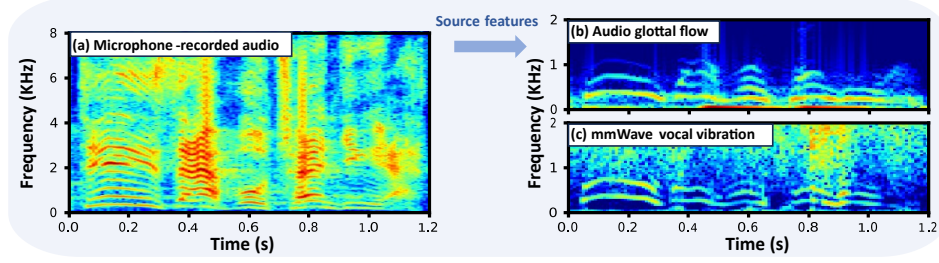 (a) Microphone -recorded audio
Frequency (KHz)
8
6
4
2
0
0.0 0.2 0.4 0.6 0.8 1.0 1.2
Time (s)
Source features
(b) Audio glottal flow
2
1
0
(c) mmWave vocal vibration
2
1
0
Frequency (KHz)
0.0 0.2 0.4 0.6 0.8 1.0 1.2
Time (s)